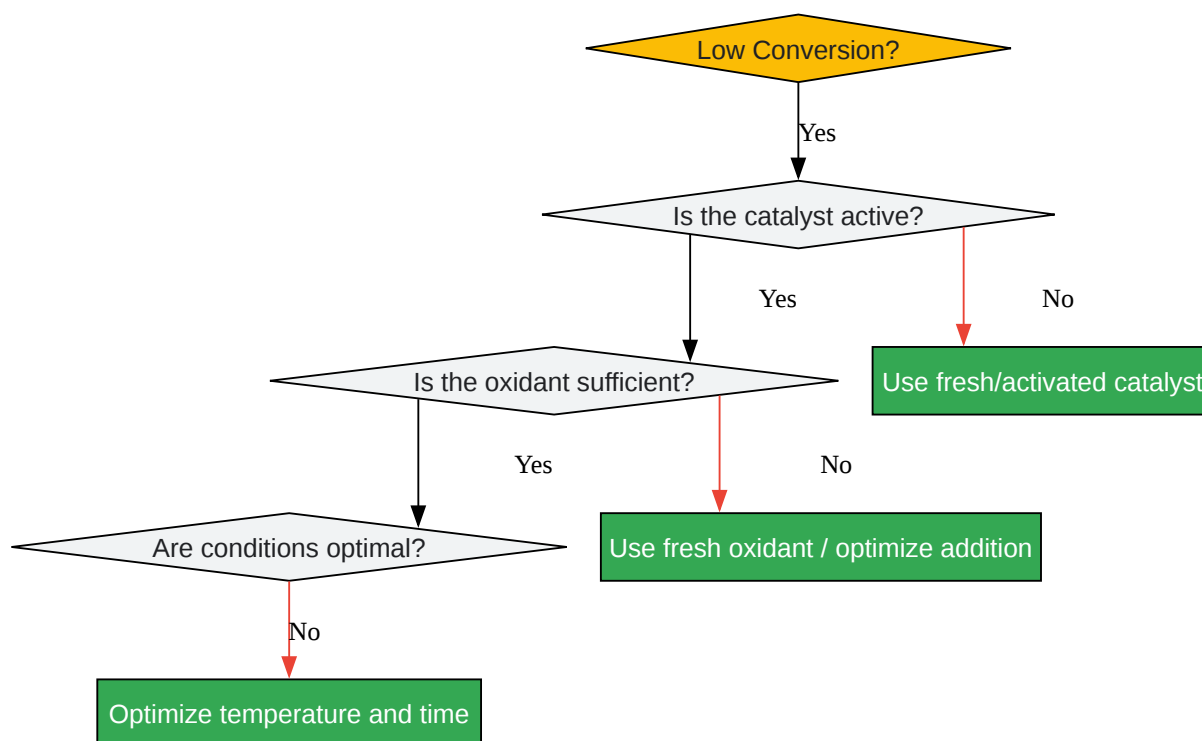 Low Conversion?
Yes
Is the catalyst active?
Yes
No
Is the oxidant sufficient?
Use fresh/activated catalyst
Yes
No
Are conditions optimal?
Use fresh oxidant / optimize addition
No
Optimize temperature and time